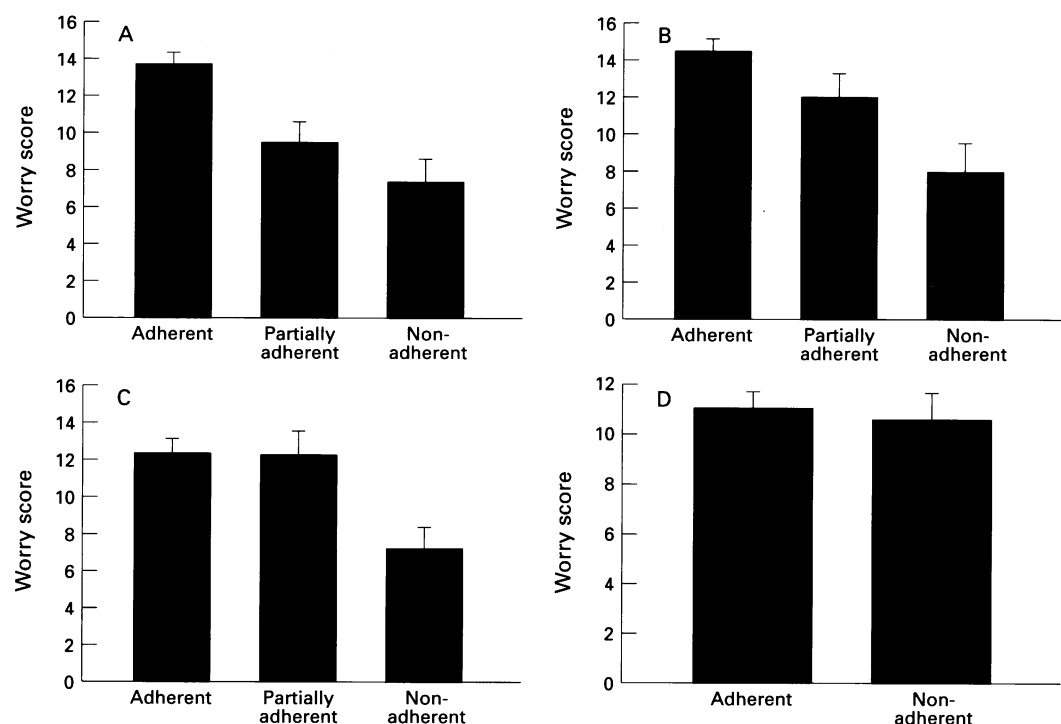 A
Worry score
16
14
12
10
8
6
4
2
0
Adherent
Partially
adherent
Non-
adherent
B
Worry score
16
14
12
10
8
6
4
2
0
Adherent
Partially
adherent
Non-
adherent
C
Worry score
16
14
12
10
8
6
4
2
0
Adherent
Partially
adherent
Non-
adherent
D
Worry score
12
10
8
6
4
2
0
Adherent
Non-
adherent